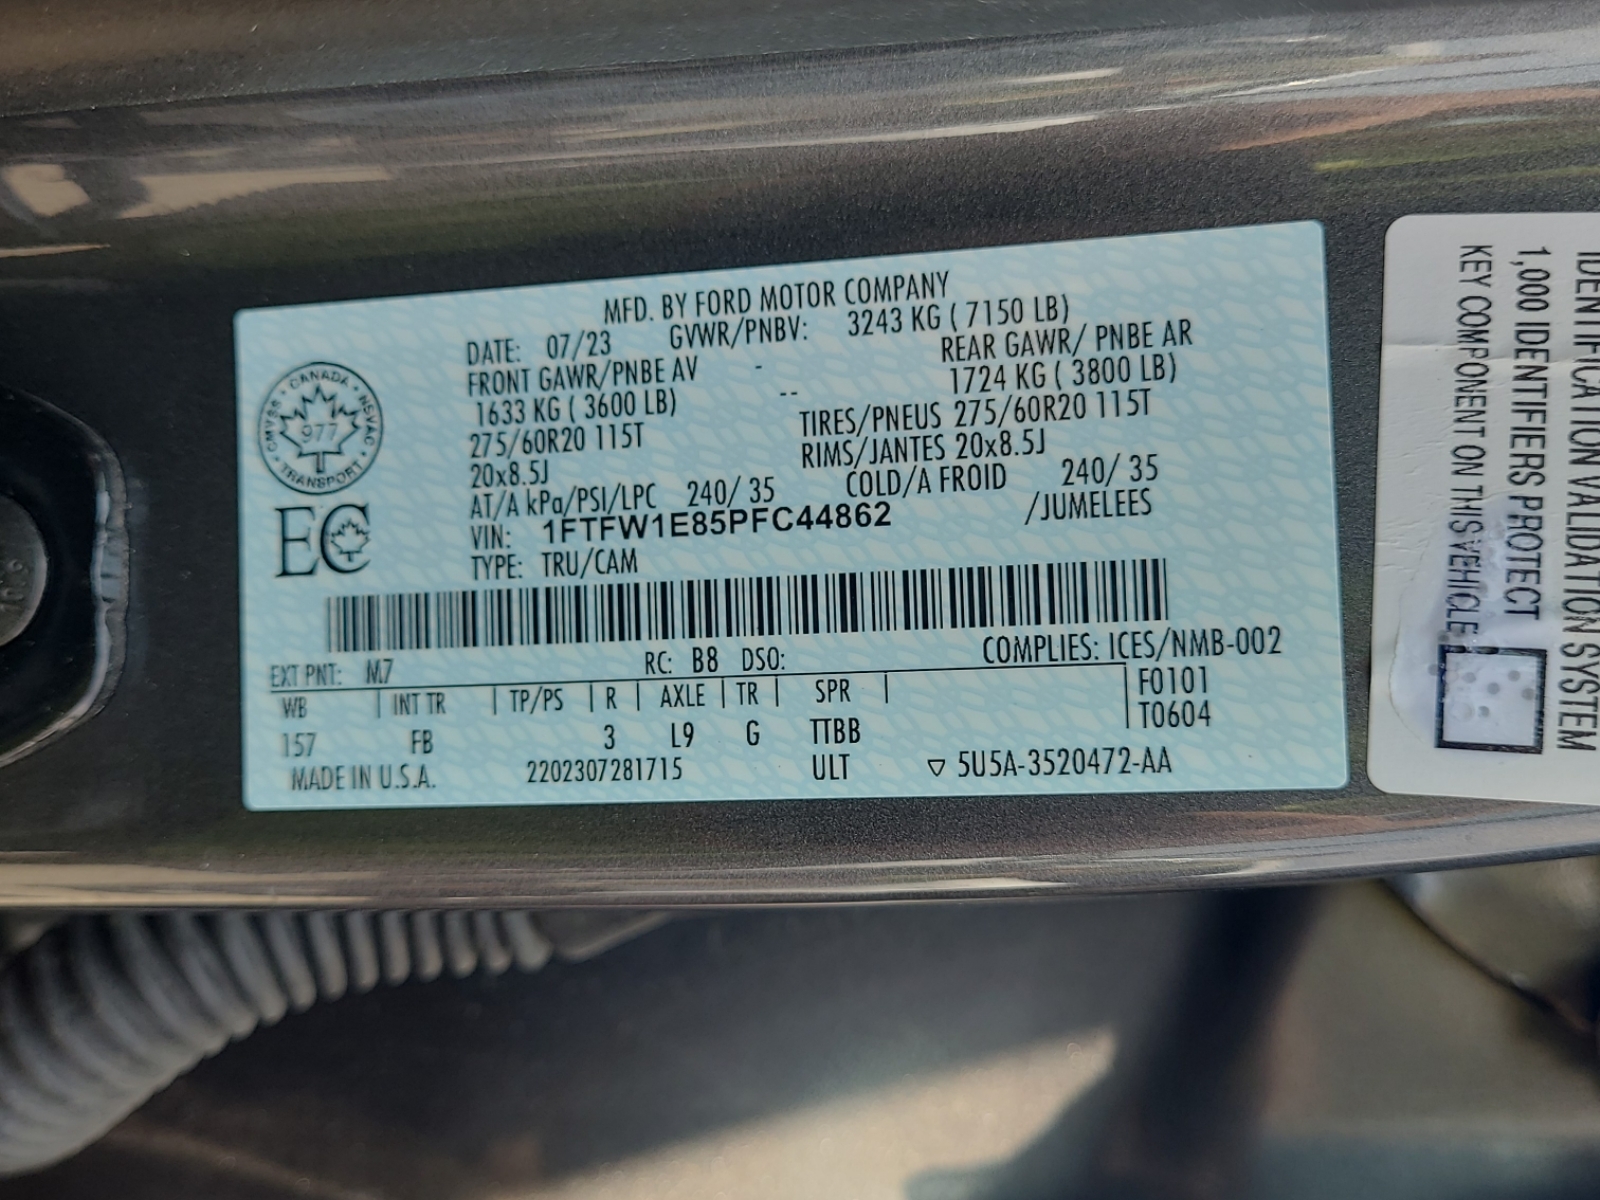 MFD. BY FORD MOTOR COMPANY
DATE: 07/23 GVWR/PNBV: 3243 KG ( 7150 LB)
FRONT GAWR/PNBE AV - REAR GAWR/ PNBE AR
1633 KG ( 3600 LB) -- 1724 KG ( 3800 LB)
275/60R20 115T TIRES/PNEUS 275/60R20 115T
20x8.5J RIMS/JANTES 20x8.5J
AT/A kPa/PSI/LPC 240/ 35 COLD/A FROID 240/ 35
VIN: 1FTFW1E85PFC44862 /JUMELEES
TYPE: TRU/CAM
CANADA
CMVSS NSVAC
977
TRANSPORT
EC
COMPLIES: ICES/NMB-002
EXT PNT: M7 RC: B8 DSO:
WB | INT TR | TP/PS | R | AXLE | TR | SPR | F0101
157 FB 3 L9 G TTBB T0604
MADE IN U.S.A. 2202307281715 ULT ▽ 5U5A-3520472-AA
IDENTIFICATION VALIDATION SYSTEM
1,000 IDENTIFIERS PROTECT
KEY COMPONENT ON THIS VEHICLE